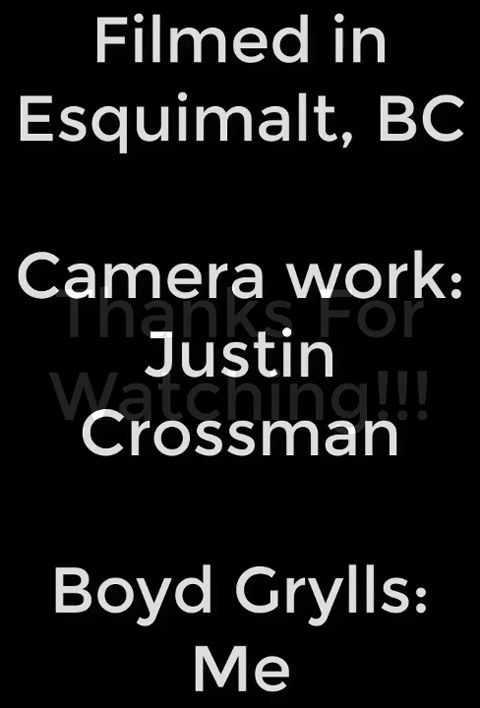 Filmed in
Esquimalt, BC
Camera work:
Thanks For
Justin
Watching!!!
Crossman
Boyd Grylls:
Me